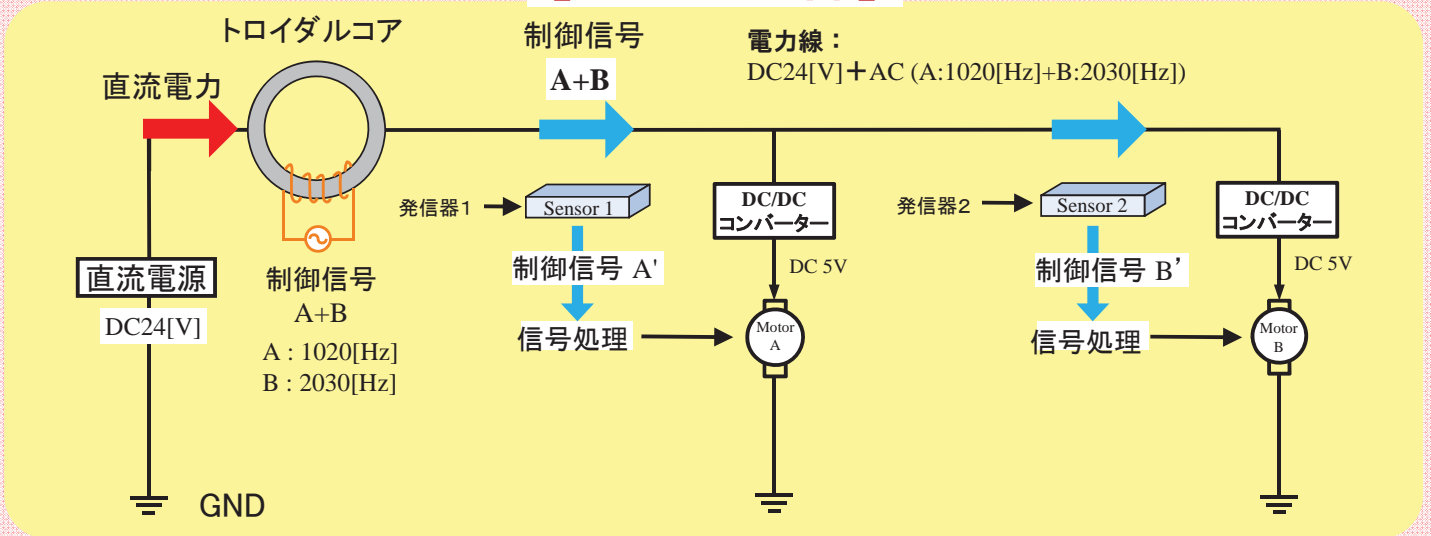 トロイダルコア
直流電力
制御信号
A+B
電力線：
DC24[V]＋AC (A:1020[Hz]+B:2030[Hz])
発信器1
Sensor 1
DC/DC
コンバーター
発信器2
Sensor 2
DC/DC
コンバーター
直流電源
DC24[V]
制御信号
A+B
A : 1020[Hz]
B : 2030[Hz]
制御信号 A'
DC 5V
制御信号 B’
DC 5V
信号処理
Motor
A
信号処理
Motor
B
GND